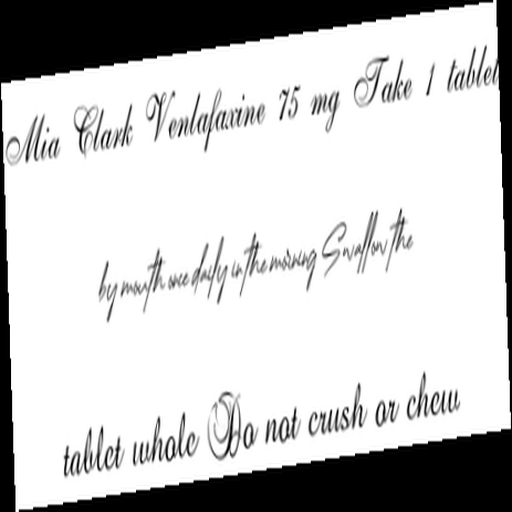 Mia Clark Venlafaxine 75 mg Take 1 tablet
by mouth once daily in the morning Swallow the
tablet whole Do not crush or chew